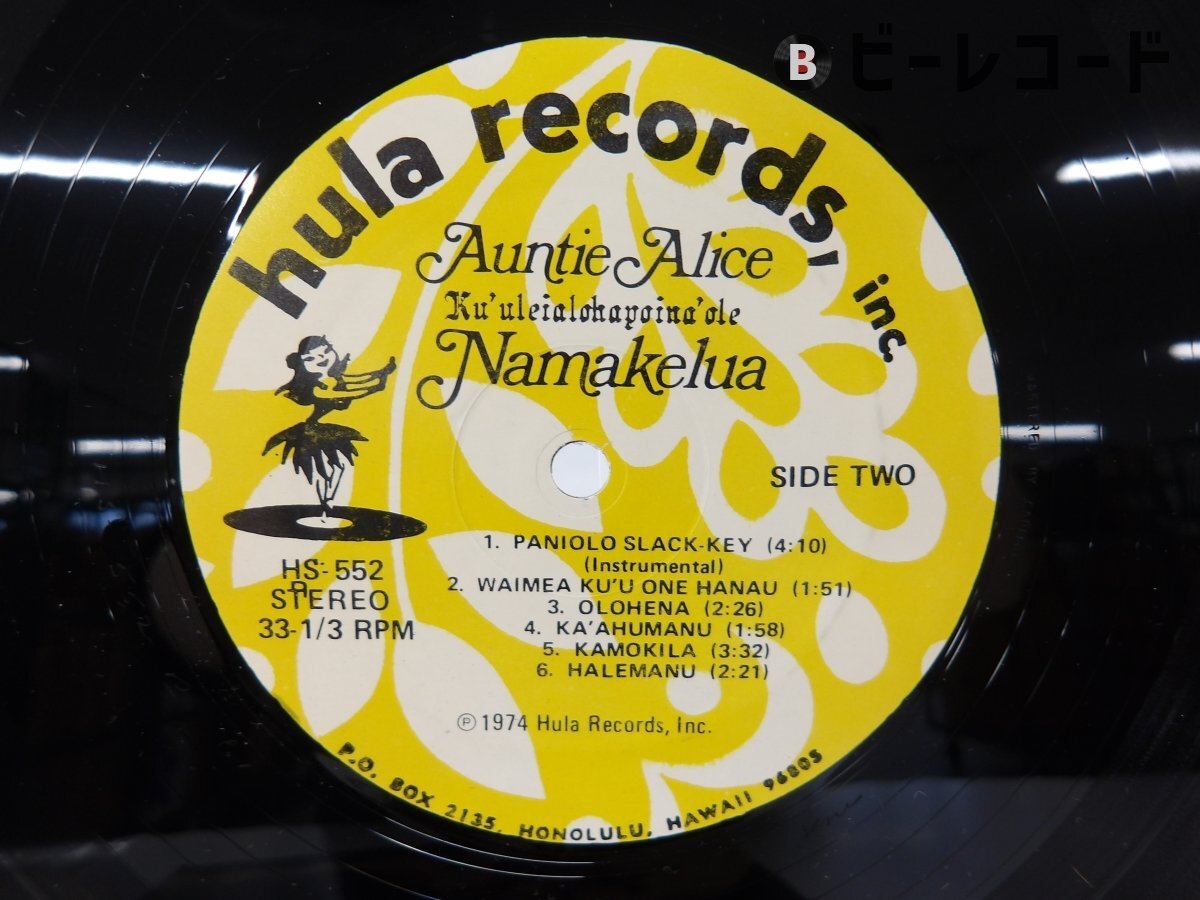 B ビーレコード
hula records, inc.
Auntie Alice
Ku'uleialohapoina'ole
Namakelua
SIDE TWO
HS-552
R
STEREO
33-1/3 RPM
1. PANIOLO SLACK-KEY (4:10)
(Instrumental)
2. WAIMEA KU'U ONE HANAU (1:51)
3. OLOHENA (2:26)
4. KA'AHUMANU (1:58)
5. KAMOKILA (3:32)
6. HALEMANU (2:21)
Ⓟ1974 Hula Records, Inc.
P.O. BOX 2135, HONOLULU, HAWAII 96805